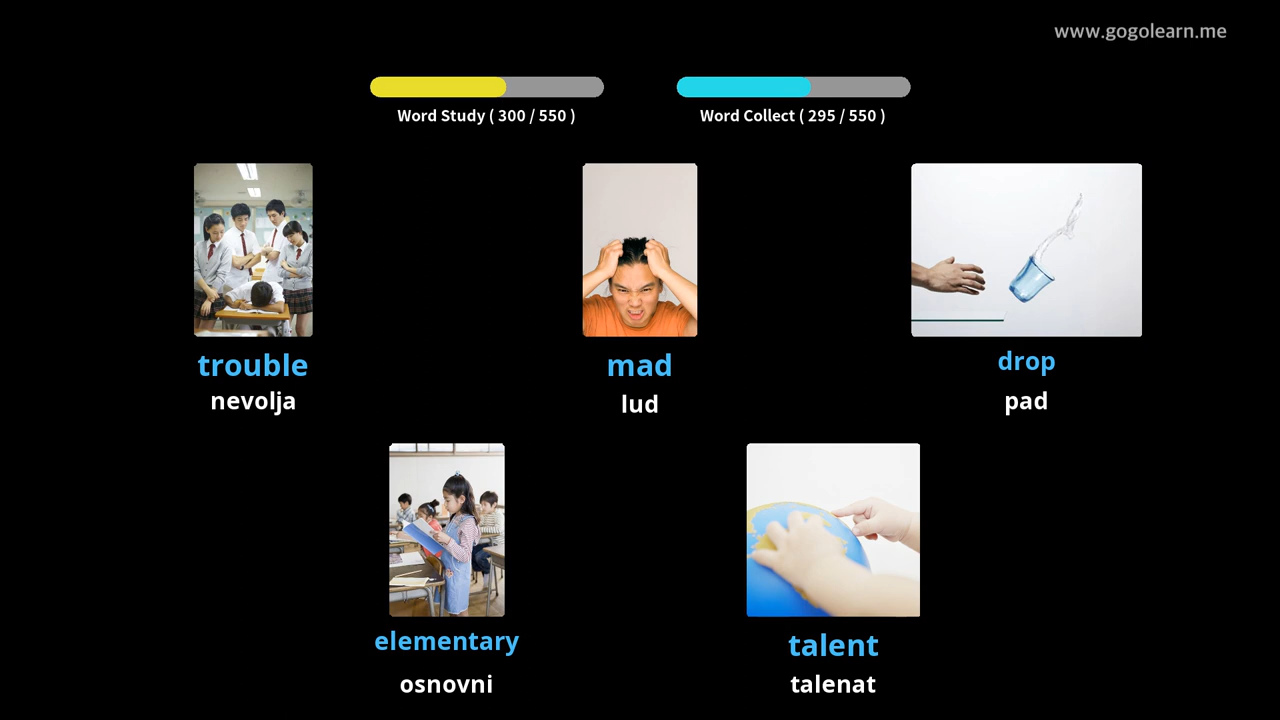 www.gogolearn.me
Word Study ( 300 / 550 )
Word Collect ( 295 / 550 )
trouble
nevolja
mad
lud
drop
pad
elementary
osnovni
talent
talenat